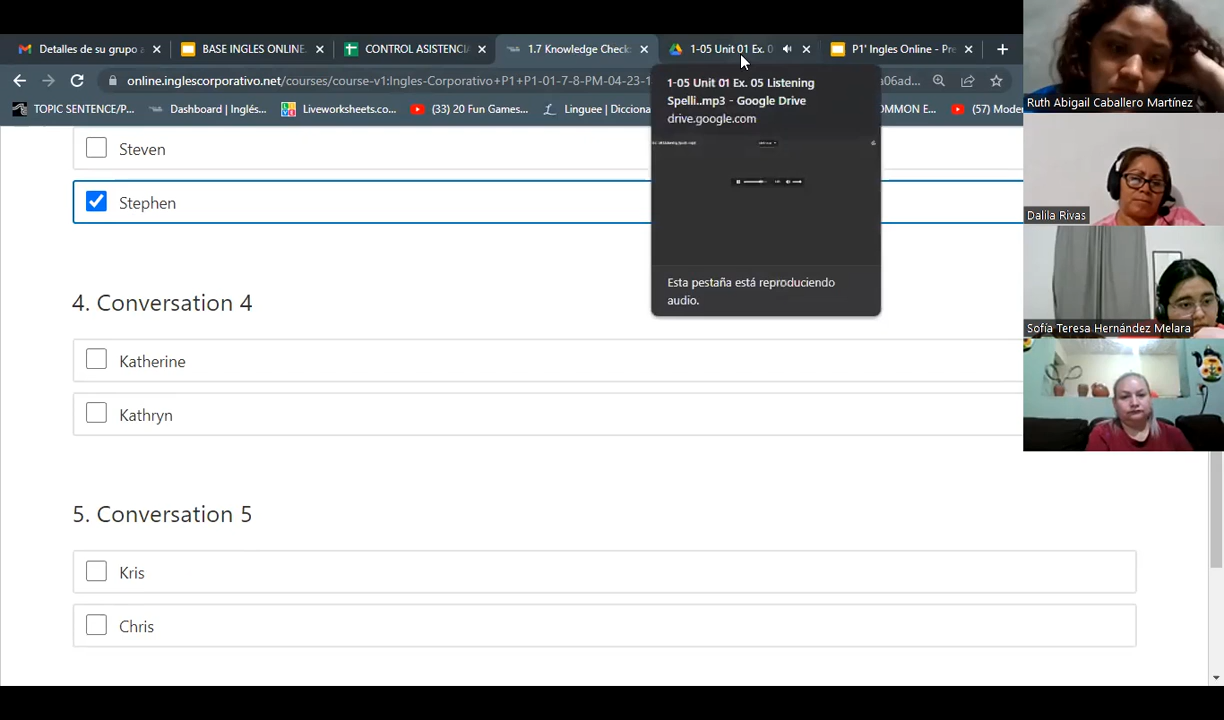 Detalles de su grupo a
BASE INGLES ONLINE.
CONTROL ASISTENCI
1.7 Knowledge Check
1-05 Unit 01 Ex. 0
P1' Ingles Online - Pre
online.inglescorporativo.net/courses/course-v1:Ingles-Corporativo+P1+P1-01-7-8-PM-04-23-1
06ad...
TOPIC SENTENCE/P...
Dashboard | Inglés...
Liveworksheets.co...
(33) 20 Fun Games...
Linguee | Dicciona
OMMON E...
(57) Moder
1-05 Unit 01 Ex. 05 Listening
Spelli..mp3 - Google Drive
drive.google.com
Esta pestaña está reproduciendo
audio.
Steven
Stephen
4. Conversation 4
Katherine
Kathryn
5. Conversation 5
Kris
Chris
Ruth Abigail Caballero Martínez
Dalila Rivas
Sofía Teresa Hernández Melara